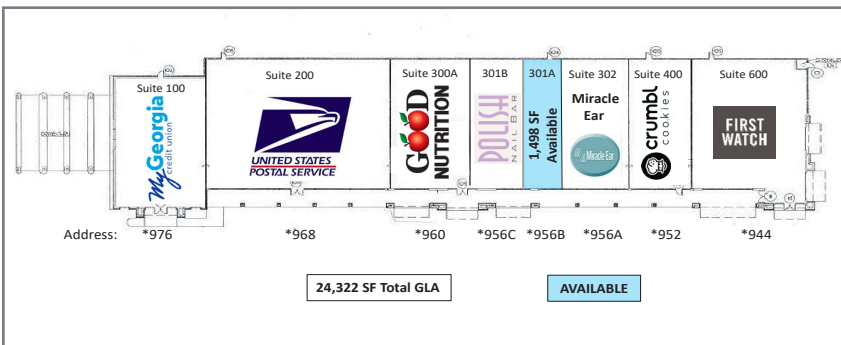 Suite 100
My Georgia
credit union
Suite 200
UNITED STATES
POSTAL SERVICE
Suite 300A
GOOD
NUTRITION
301B
POLISH
NAIL BAR
301A
1,498 SF
Available
Suite 302
Miracle
Ear
Miracle Ear
Suite 400
crumbl
cookies
Suite 600
FIRST
WATCH
Address: *976 *968 *960 *956C *956B *956A *952 *944
24,322 SF Total GLA
AVAILABLE